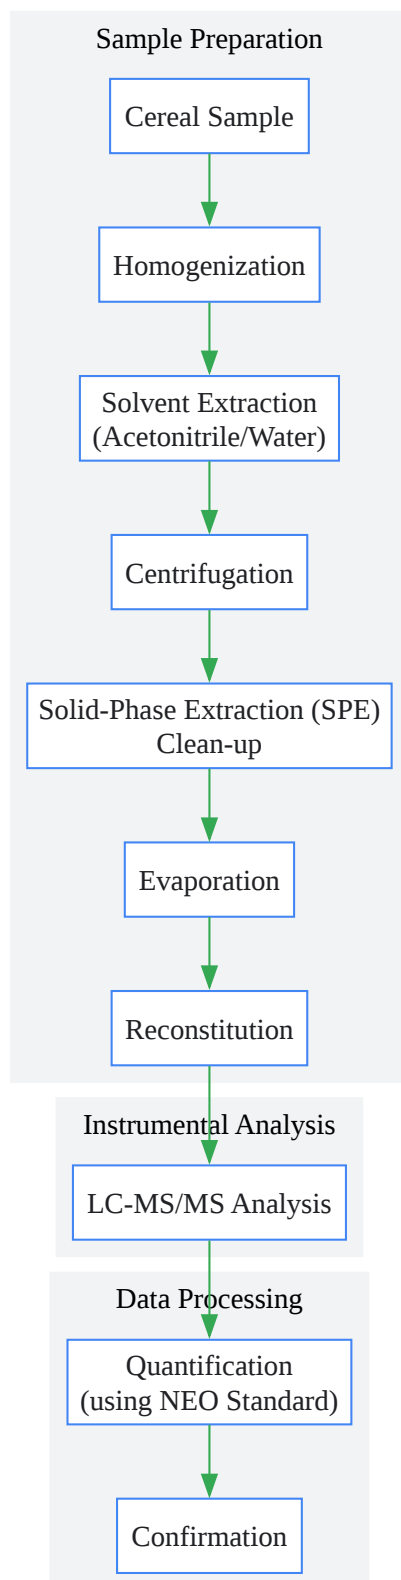 Sample Preparation
Cereal Sample
Homogenization
Solvent Extraction
(Acetonitrile/Water)
Centrifugation
Solid-Phase Extraction (SPE)
Clean-up
Evaporation
Reconstitution
Instrumental Analysis
LC-MS/MS Analysis
Data Processing
Quantification
(using NEO Standard)
Confirmation